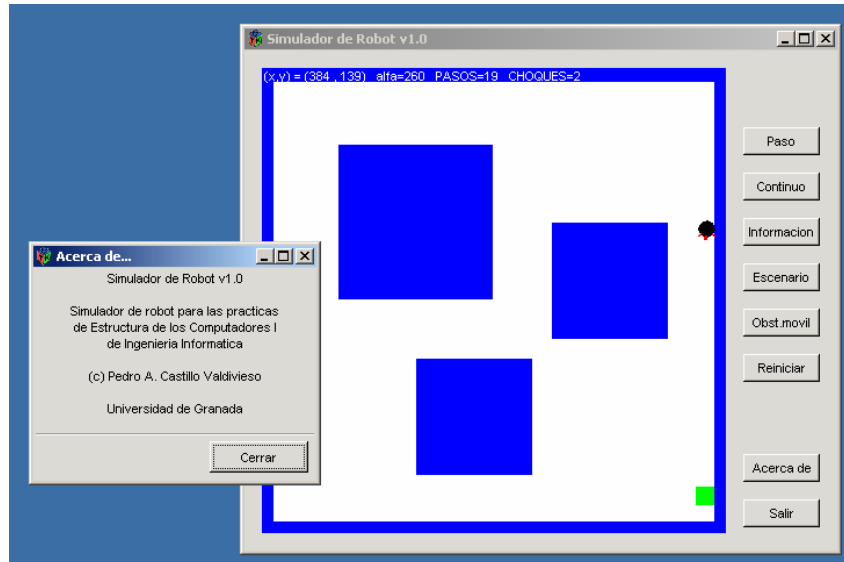 Simulador de Robot v1.0
(x,y) = (384 , 139) alfa=260 PASOS=19 CHOQUES=2
Paso
Continuo
Informacion
Escenario
Obst.movil
Reiniciar
Acerca de
Salir
Acerca de...
Simulador de Robot v1.0
Simulador de robot para las practicas
de Estructura de los Computadores I
de Ingenieria Informatica
(c) Pedro A. Castillo Valdivieso
Universidad de Granada
Cerrar